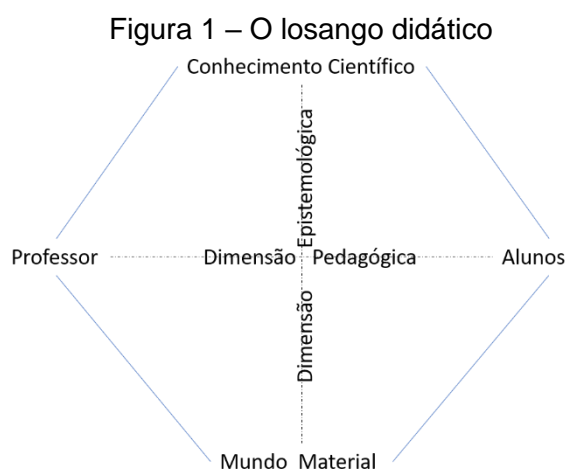 Figura 1 – O losango didático
Conhecimento Científico
Dimensão Epistemológica
Professor
Dimensão Pedagógica
Alunos
Mundo Material